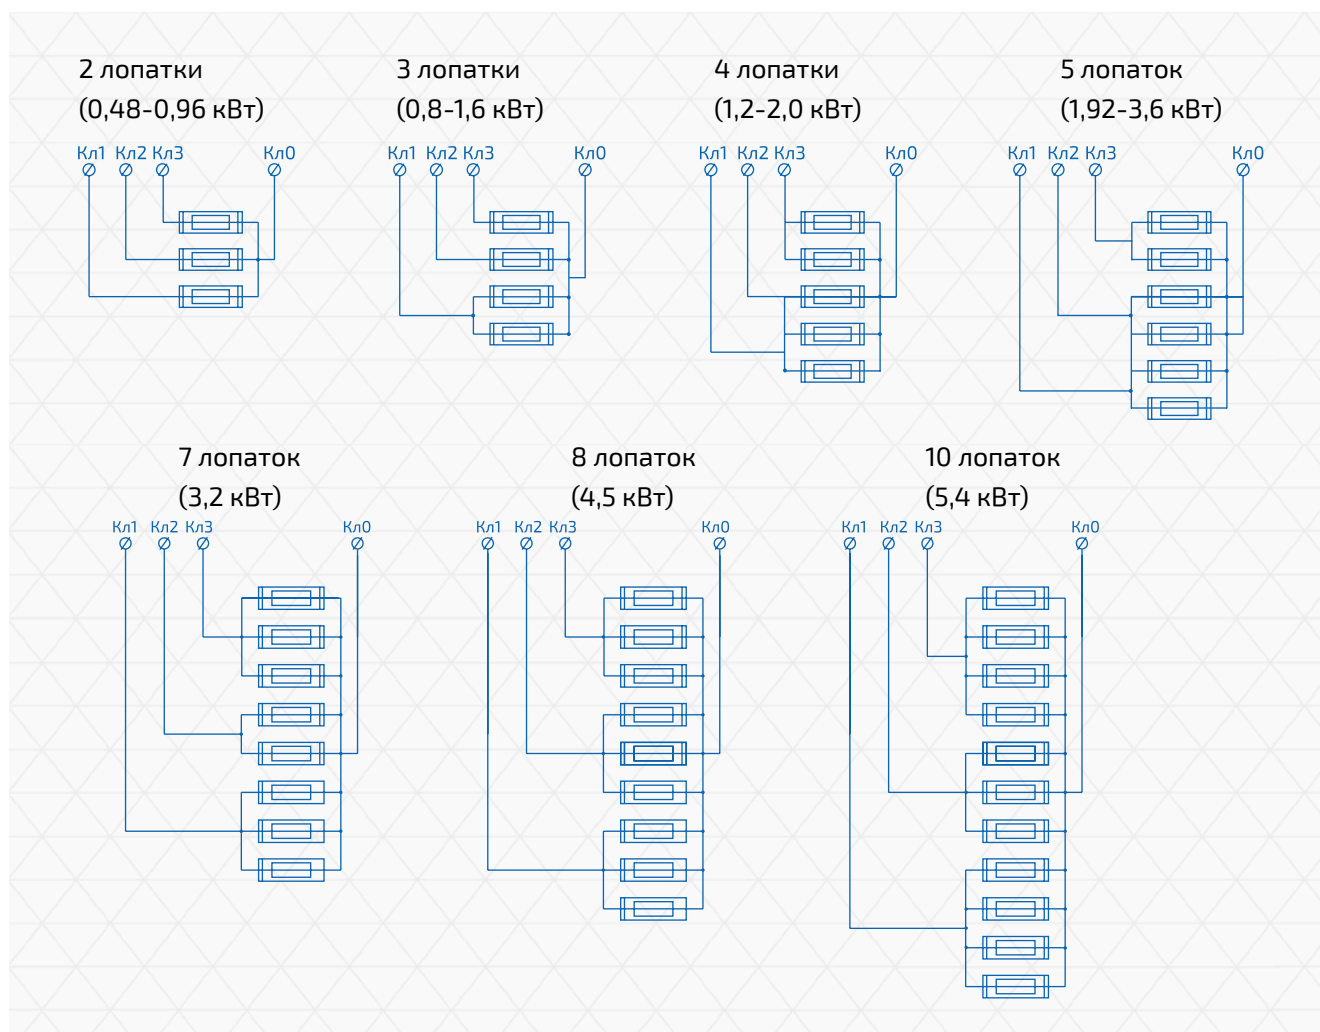 2 лопатки
(0,48-0,96 кВт)
Кл1 Кл2 Кл3 Кл0
3 лопатки
(0,8-1,6 кВт)
Кл1 Кл2 Кл3 Кл0
4 лопатки
(1,2-2,0 кВт)
Кл1 Кл2 Кл3 Кл0
5 лопаток
(1,92-3,6 кВт)
Кл1 Кл2 Кл3 Кл0
7 лопаток
(3,2 кВт)
Кл1 Кл2 Кл3 Кл0
8 лопаток
(4,5 кВт)
Кл1 Кл2 Кл3 Кл0
10 лопаток
(5,4 кВт)
Кл1 Кл2 Кл3 Кл0